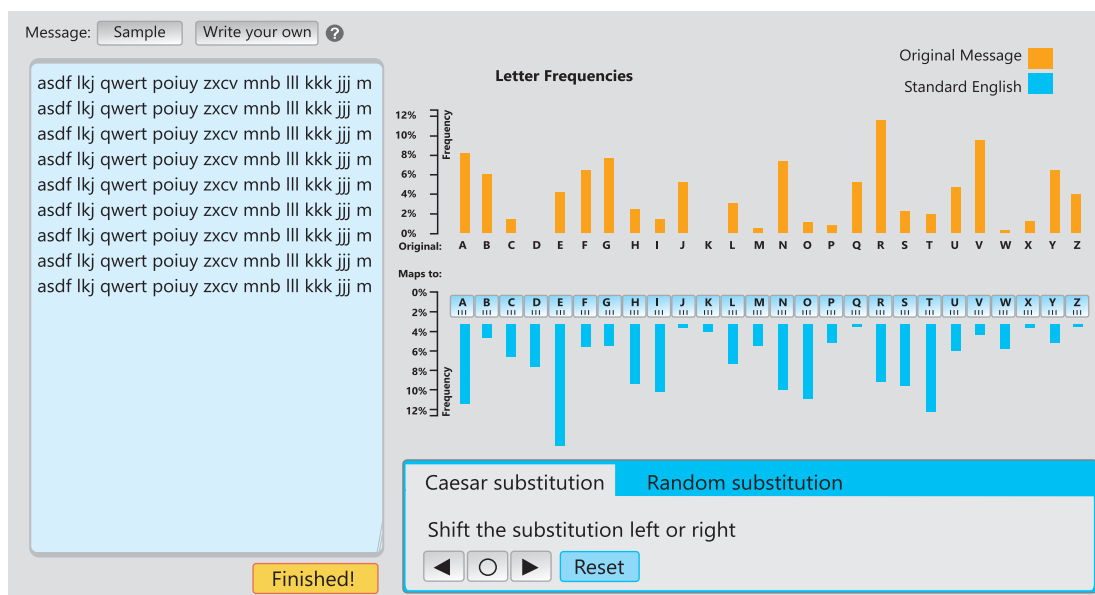 Message: Sample Write your own ?
asdf lkj qwert poiuy zxcv mnb lll kkk jjj m
asdf lkj qwert poiuy zxcv mnb lll kkk jjj m
asdf lkj qwert poiuy zxcv mnb lll kkk jjj m
asdf lkj qwert poiuy zxcv mnb lll kkk jjj m
asdf lkj qwert poiuy zxcv mnb lll kkk jjj m
asdf lkj qwert poiuy zxcv mnb lll kkk jjj m
asdf lkj qwert poiuy zxcv mnb lll kkk jjj m
asdf lkj qwert poiuy zxcv mnb lll kkk jjj m
asdf lkj qwert poiuy zxcv mnb lll kkk jjj m
Finished!
Letter Frequencies
Original Message
Standard English
12%
10%
8%
6%
4%
2%
0%
Frequency
Original: A B C D E F G H I J K L M N O P Q R S T U V W X Y Z
Maps to:
A B C D E F G H I J K L M N O P Q R S T U V W X Y Z
0%
2%
4%
6%
8%
10%
12%
Frequency
Caesar substitution Random substitution
Shift the substitution left or right
Reset